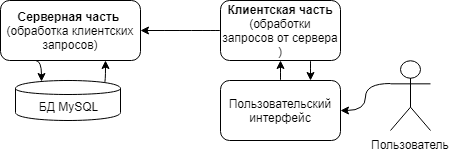 Серверная часть
(обработка клиентских
запросов)
Клиентская часть
(обработки
запросов от сервера
)
БД MySQL
Пользовательский
интерфейс
Пользователь